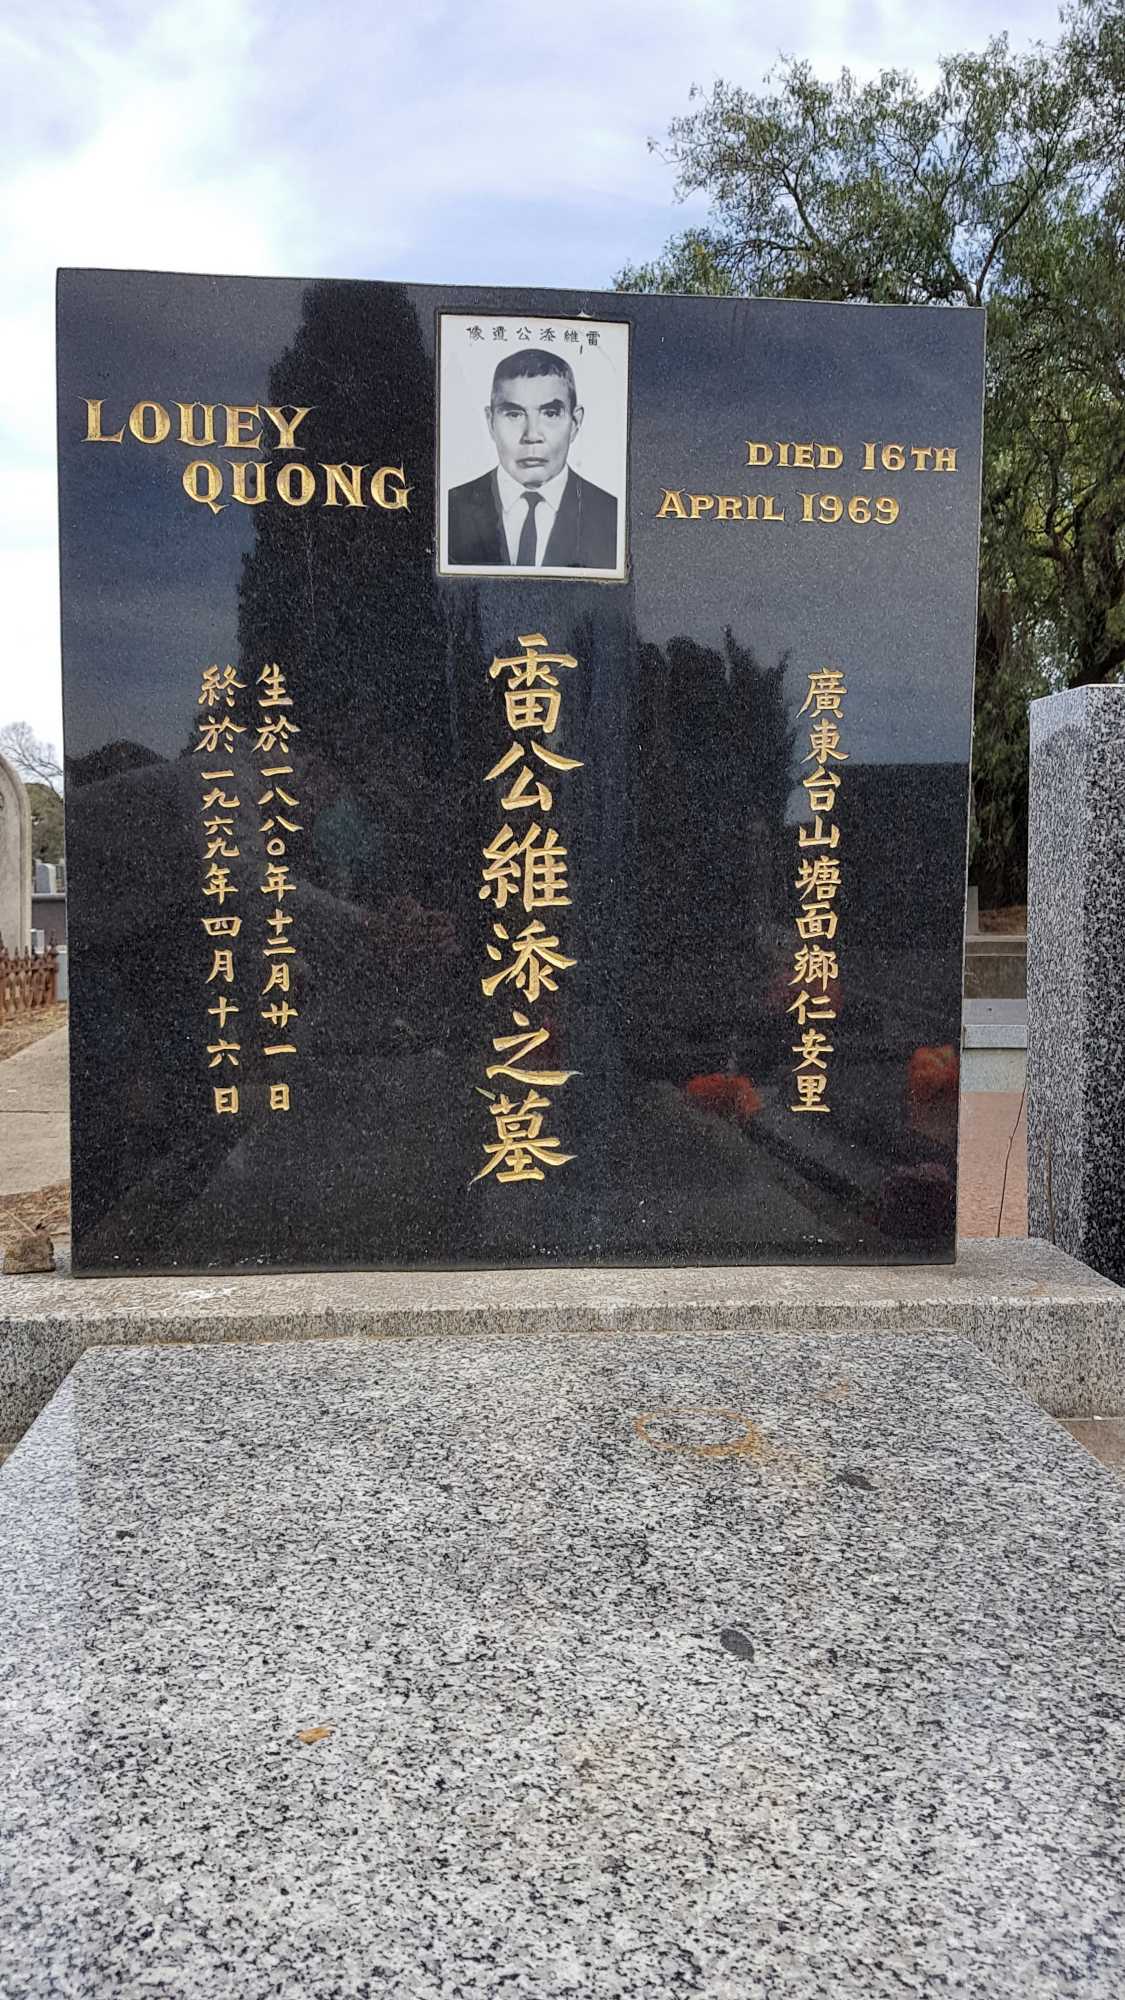 雷維添公遺像
LOUEY
QUONG
DIED 16TH
APRIL 1969
廣東台山塘面鄉仁安里
雷公維添之墓
生於一八八〇年十二月廿一日
終於一九六九年四月十六日